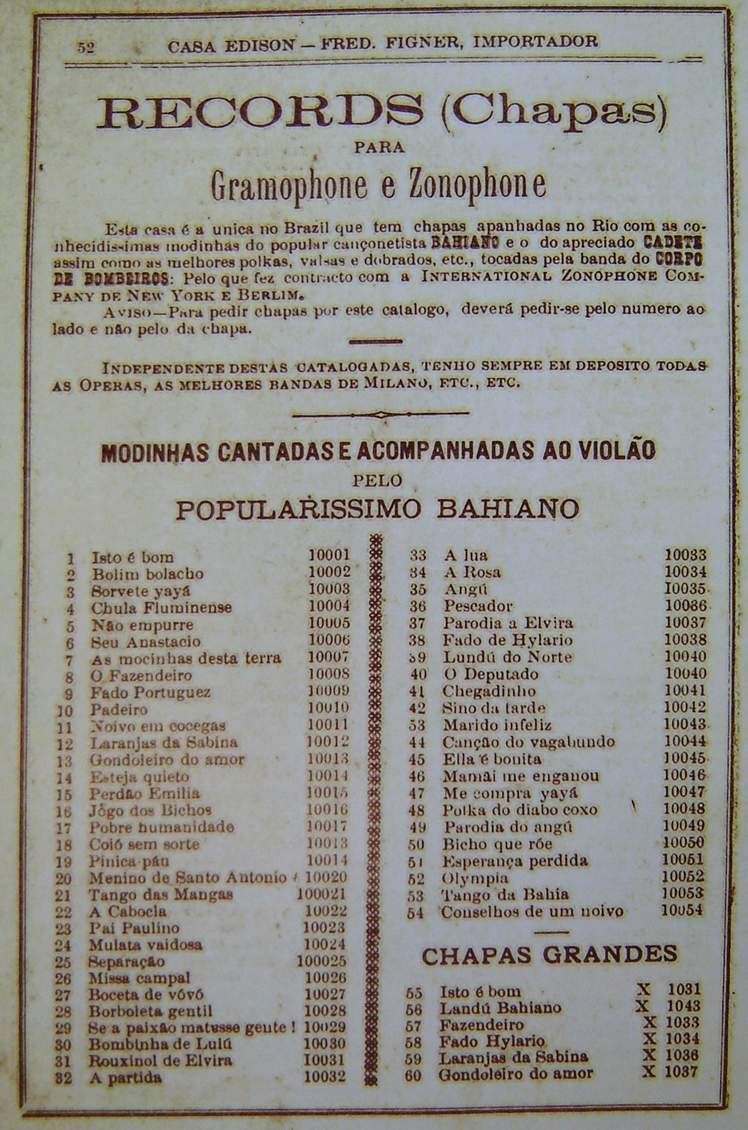 52 CASA EDISON — FRED. FIGNER, IMPORTADOR
RECORDS (Chapas)
PARA
Gramophone e Zonophone
Esta casa é a unica no Brazil que tem chapas apanhadas no Rio com as co-
nhecidissimas modinhas do popular cançonetista BAHIANO e o do apreciado CADETE
assim como as melhores polkas, valsas e dobrados, etc., tocadas pela banda do CORPO
DE BOMBEIROS: Pelo que fez contracto com a INTERNATIONAL ZONOPHONE COM-
PANY DE NEW YORK E BERLIM.
AVISO—Para pedir chapas por este catalogo, deverá pedir-se pelo numero ao
lado e não pelo da chapa.
INDEPENDENTE DESTAS CATALOGADAS, TENHO SEMPRE EM DEPOSITO TODAS
AS OPERAS, AS MELHORES BANDAS DE MILANO, ETC., ETC.
MODINHAS CANTADAS E ACOMPANHADAS AO VIOLÃO
PELO
POPULARISSIMO BAHIANO
1 Isto é bom 10001
2 Bolim bolacho 10002
3 Sorvete yayá 10003
4 Chula Fluminense 10004
5 Não empurre 10005
6 Seu Anastacio 10006
7 As mocinhas desta terra 10007
8 O Fazendeiro 10008
9 Fado Portuguez 10009
10 Padeiro 10010
11 Noivo em cocegas 10011
12 Laranjas da Sabina 10012
13 Gondoleiro do amor 10013
14 Esteja quieto 10014
15 Perdão Emilia 10015
16 Jôgo dos Bichos 10016
17 Pobre humanidade 10017
18 Coió sem sorte 10013
19 Pinica-páu 10014
20 Menino de Santo Antonio 10020
21 Tango das Mangas 100021
22 A Cabocla 10022
23 Pai Paulino 10023
24 Mulata vaidosa 10024
25 Separação 100025
26 Missa campal 10026
27 Boceta de vóvó 10027
28 Borboleta gentil 10028
29 Se a paixão matasse gente ! 10029
30 Bombinha de Lulú 10030
31 Rouxinol de Elvira 10031
32 A partida 10032
33 A lua 10033
34 A Rosa 10034
35 Angú 10035
36 Pescador 10036
37 Parodia a Elvira 10037
38 Fado de Hylario 10038
39 Lundú do Norte 10040
40 O Deputado 10040
41 Chegadinho 10041
42 Sino da tarde 10042
53 Marido infeliz 10043
44 Canção do vagabundo 10044
45 Ella é bonita 10045
46 Mamãi me enganou 10046
47 Me compra yayá 10047
48 Polka do diabo coxo 10048
49 Parodia do angú 10049
50 Bicho que róe 10050
51 Esperança perdida 10051
52 Olympia 10052
53 Tango da Bahia 10053
54 Conselhos de um noivo 10054
CHAPAS GRANDES
55 Isto é bom X 1031
56 Landú Bahiano X 1043
57 Fazendeiro X 1033
58 Fado Hylario X 1034
59 Laranjas da Sabina X 1036
60 Gondoleiro do amor X 1037